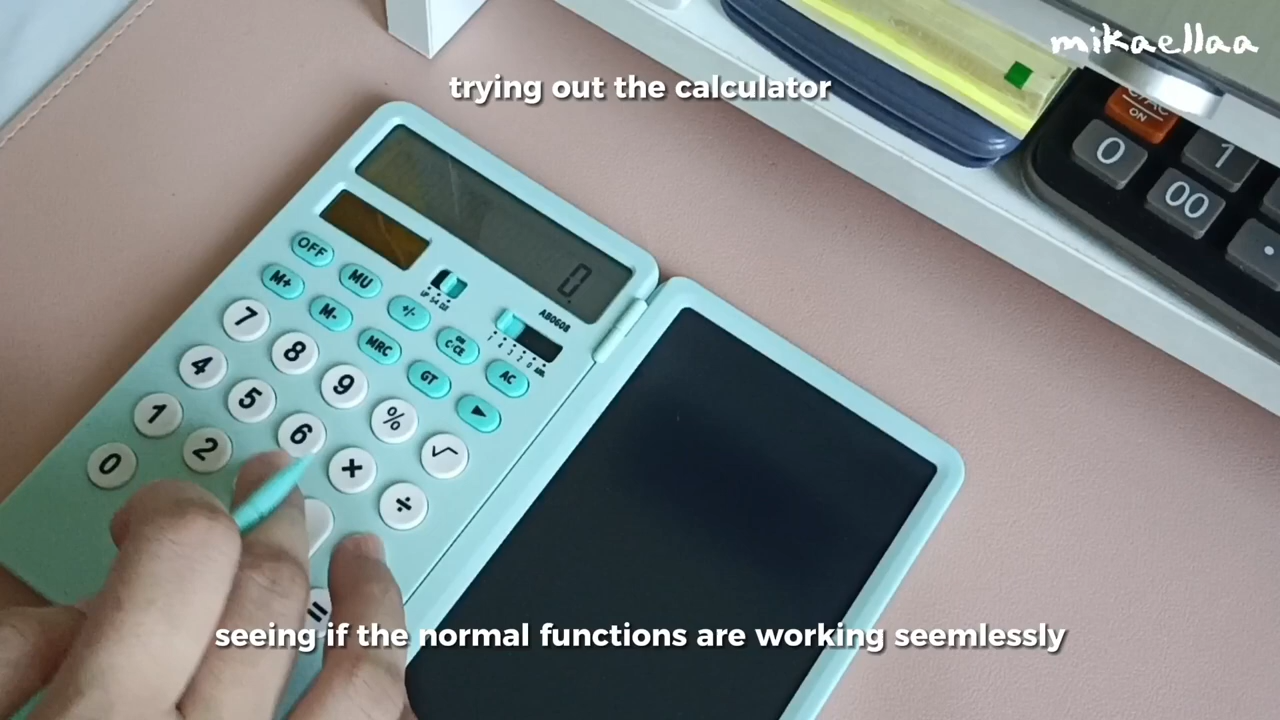 mikaellaa
trying out the calculator
ON
0 1
00
0.
AB0608
OFF
MU
M+
+/-
M-
C·CE
MRC
AC
GT
▶
7
8
9
4
5
6
%
√
1
2
+
÷
0
=
seeing if the normal functions are working seemlessly